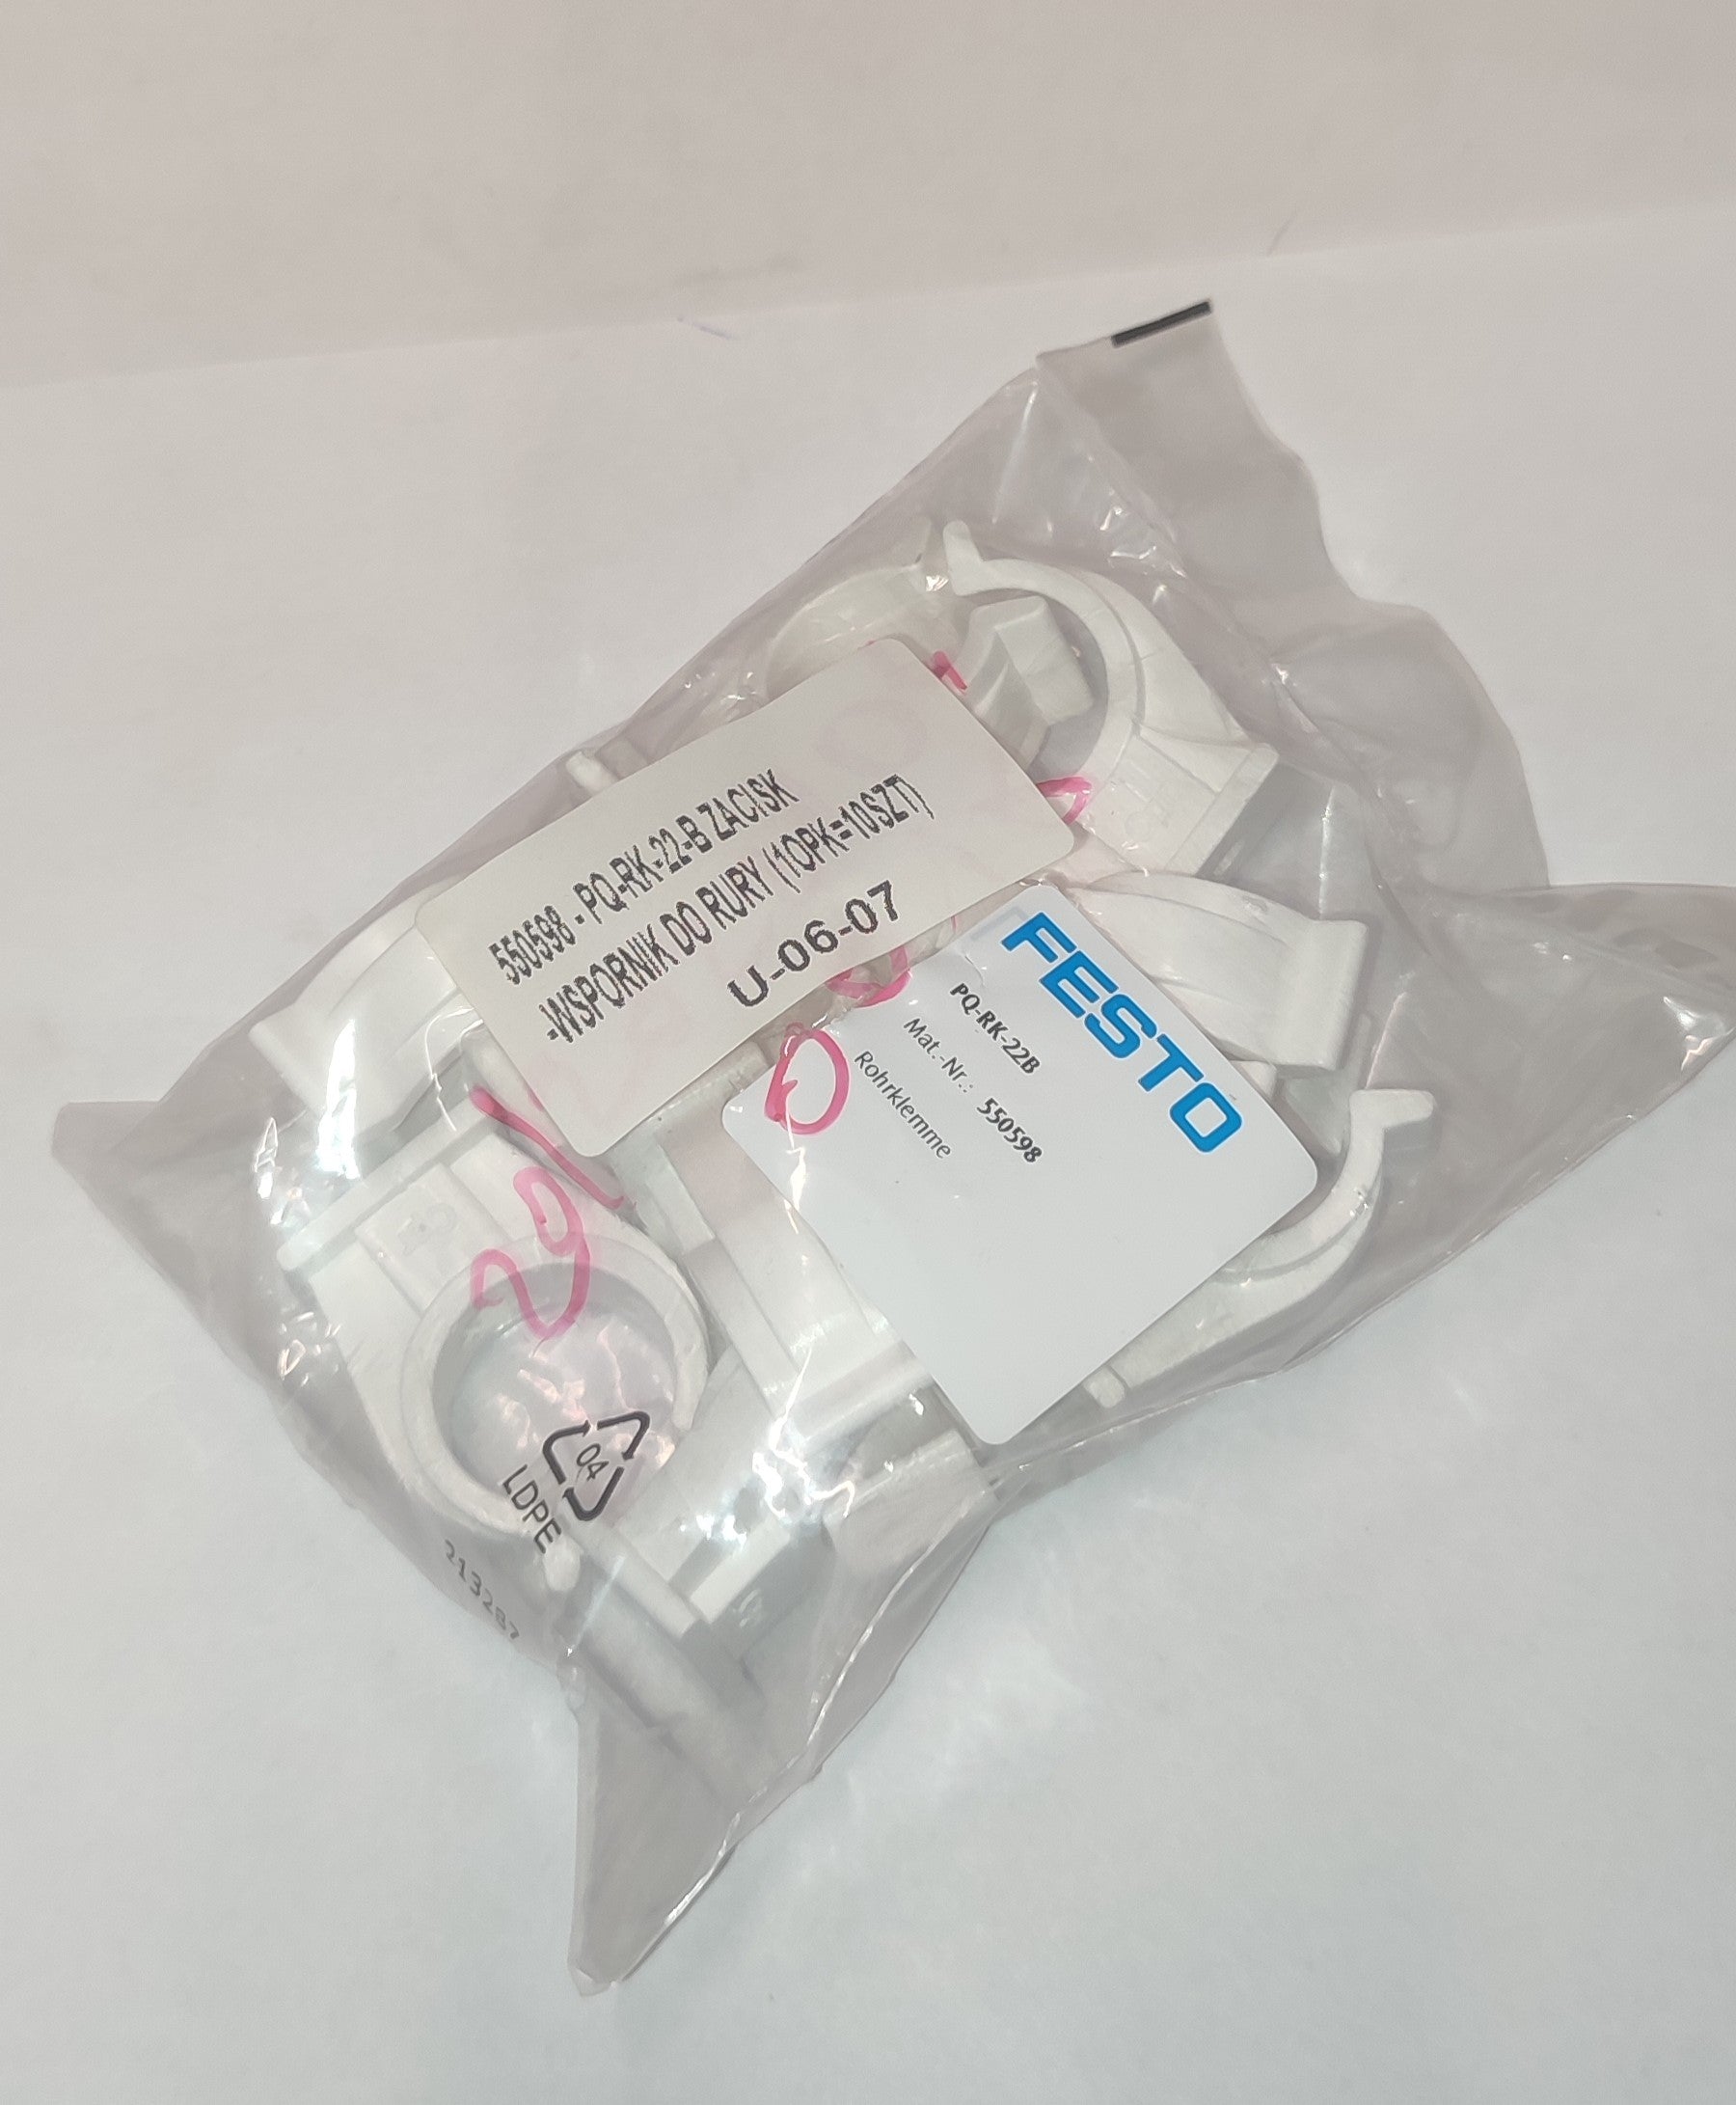 550598 - PQ-RK-22-B ZACISK
-WSPORNIK DO RURY (1OPK=10SZT)
U-06-07
FESTO
PQ-RK-22B
Mat.-Nr.: 550598
Rohrklemme
04
LDPE
213287